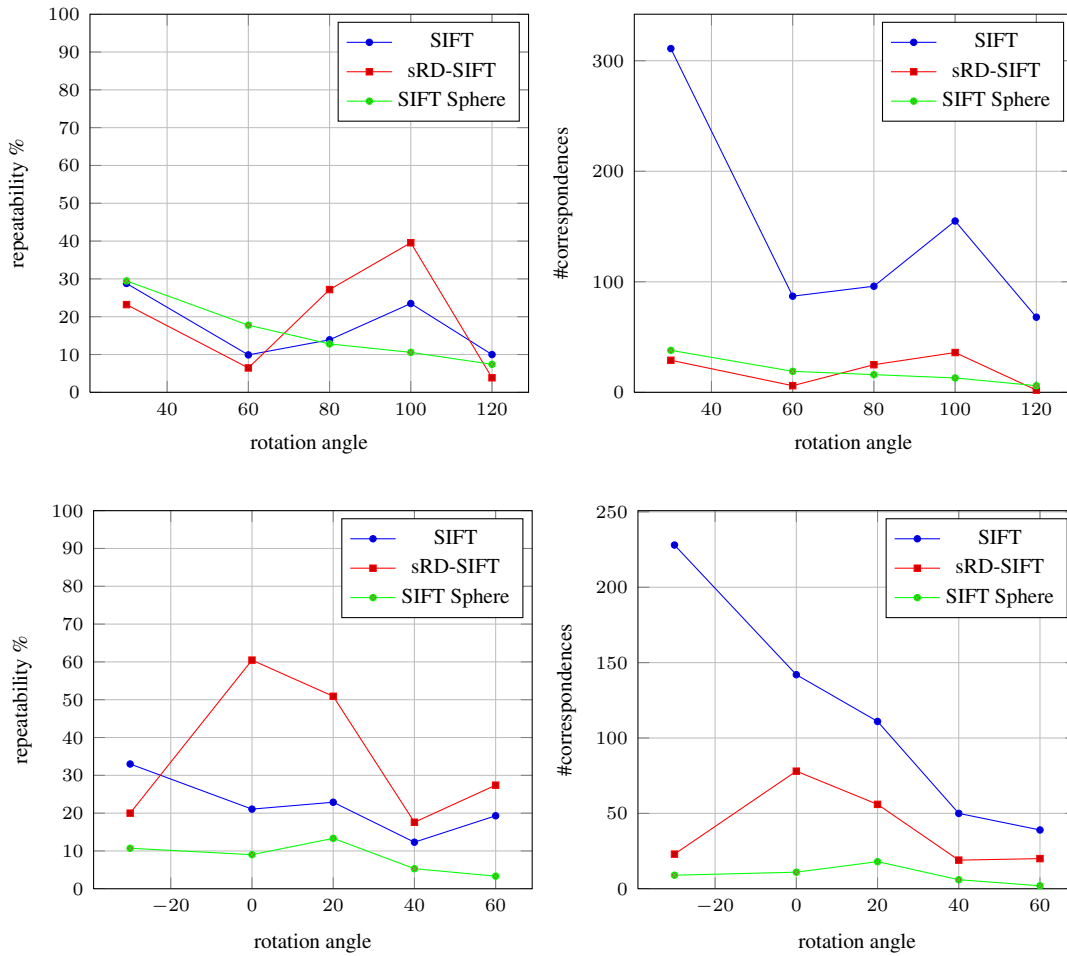 100
90
80
70
60
50
40
30
20
10
0
repeatability %
40 60 80 100 120
rotation angle
SIFT
sRD-SIFT
SIFT Sphere
300
200
100
0
#correspondences
40 60 80 100 120
rotation angle
SIFT
sRD-SIFT
SIFT Sphere
100
90
80
70
60
50
40
30
20
10
0
repeatability %
−20 0 20 40 60
rotation angle
SIFT
sRD-SIFT
SIFT Sphere
250
200
150
100
50
0
#correspondences
−20 0 20 40 60
rotation angle
SIFT
sRD-SIFT
SIFT Sphere